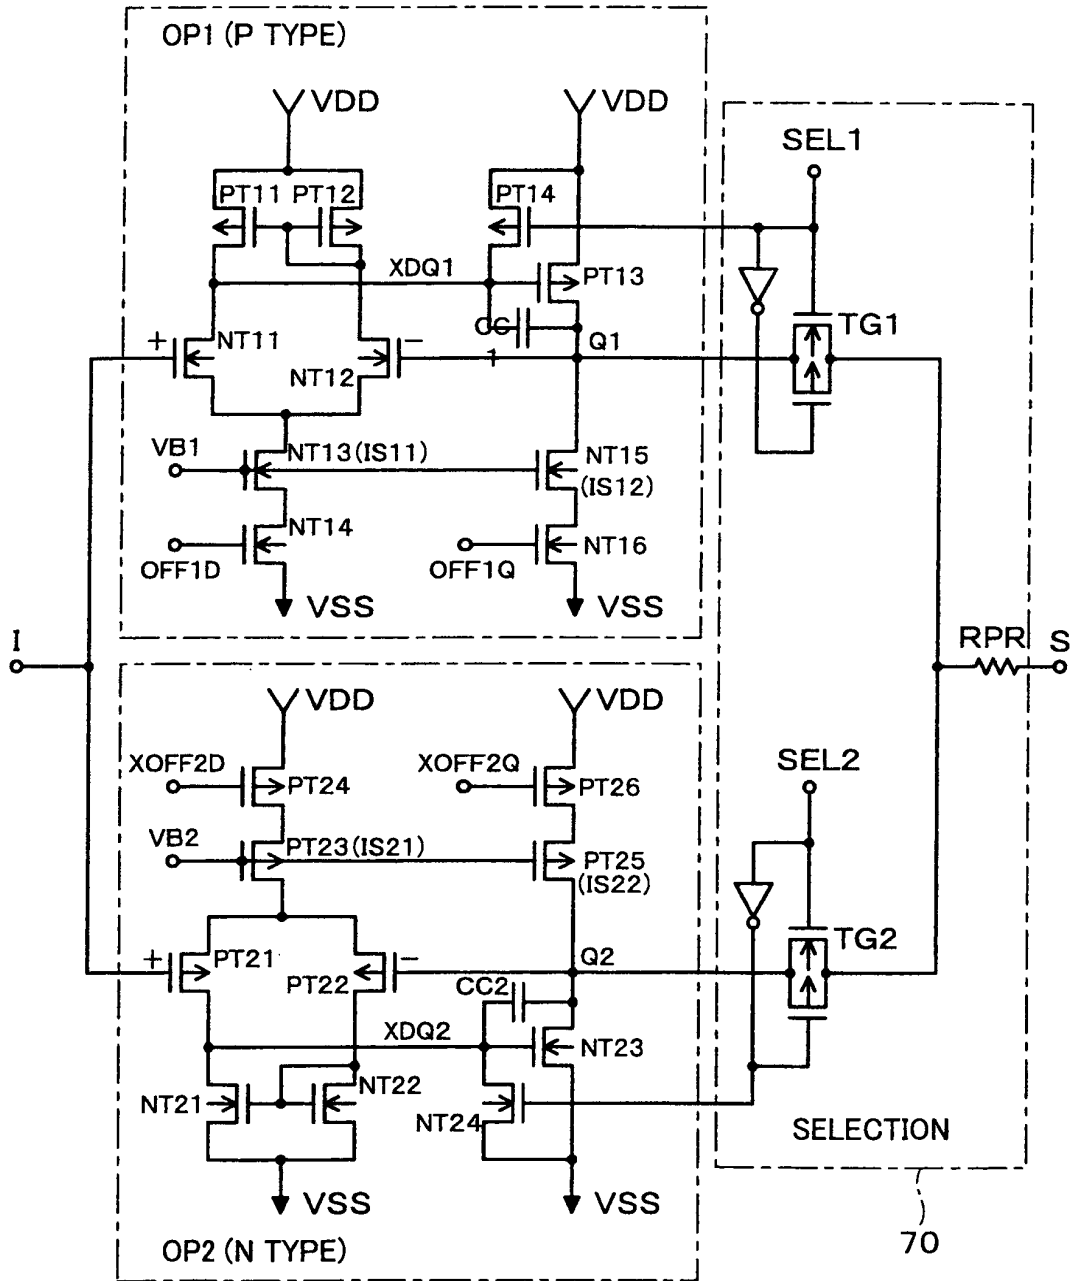 OP1 (P TYPE)
VDD
VDD
SEL1
PT11
PT12
PT14
XDQ1
PT13
TG1
CC
1
Q1
+
NT11
NT12
-
VB1
NT13(IS11)
NT15
(IS12)
NT14
NT16
OFF1D
OFF1Q
VSS
VSS
I
RPR
S
VDD
VDD
XOFF2D
XOFF2Q
SEL2
PT24
PT26
VB2
PT23(IS21)
PT25
(IS22)
+
PT21
PT22
-
Q2
TG2
CC2
XDQ2
NT23
NT21
NT22
NT24
SELECTION
VSS
VSS
70
OP2 (N TYPE)